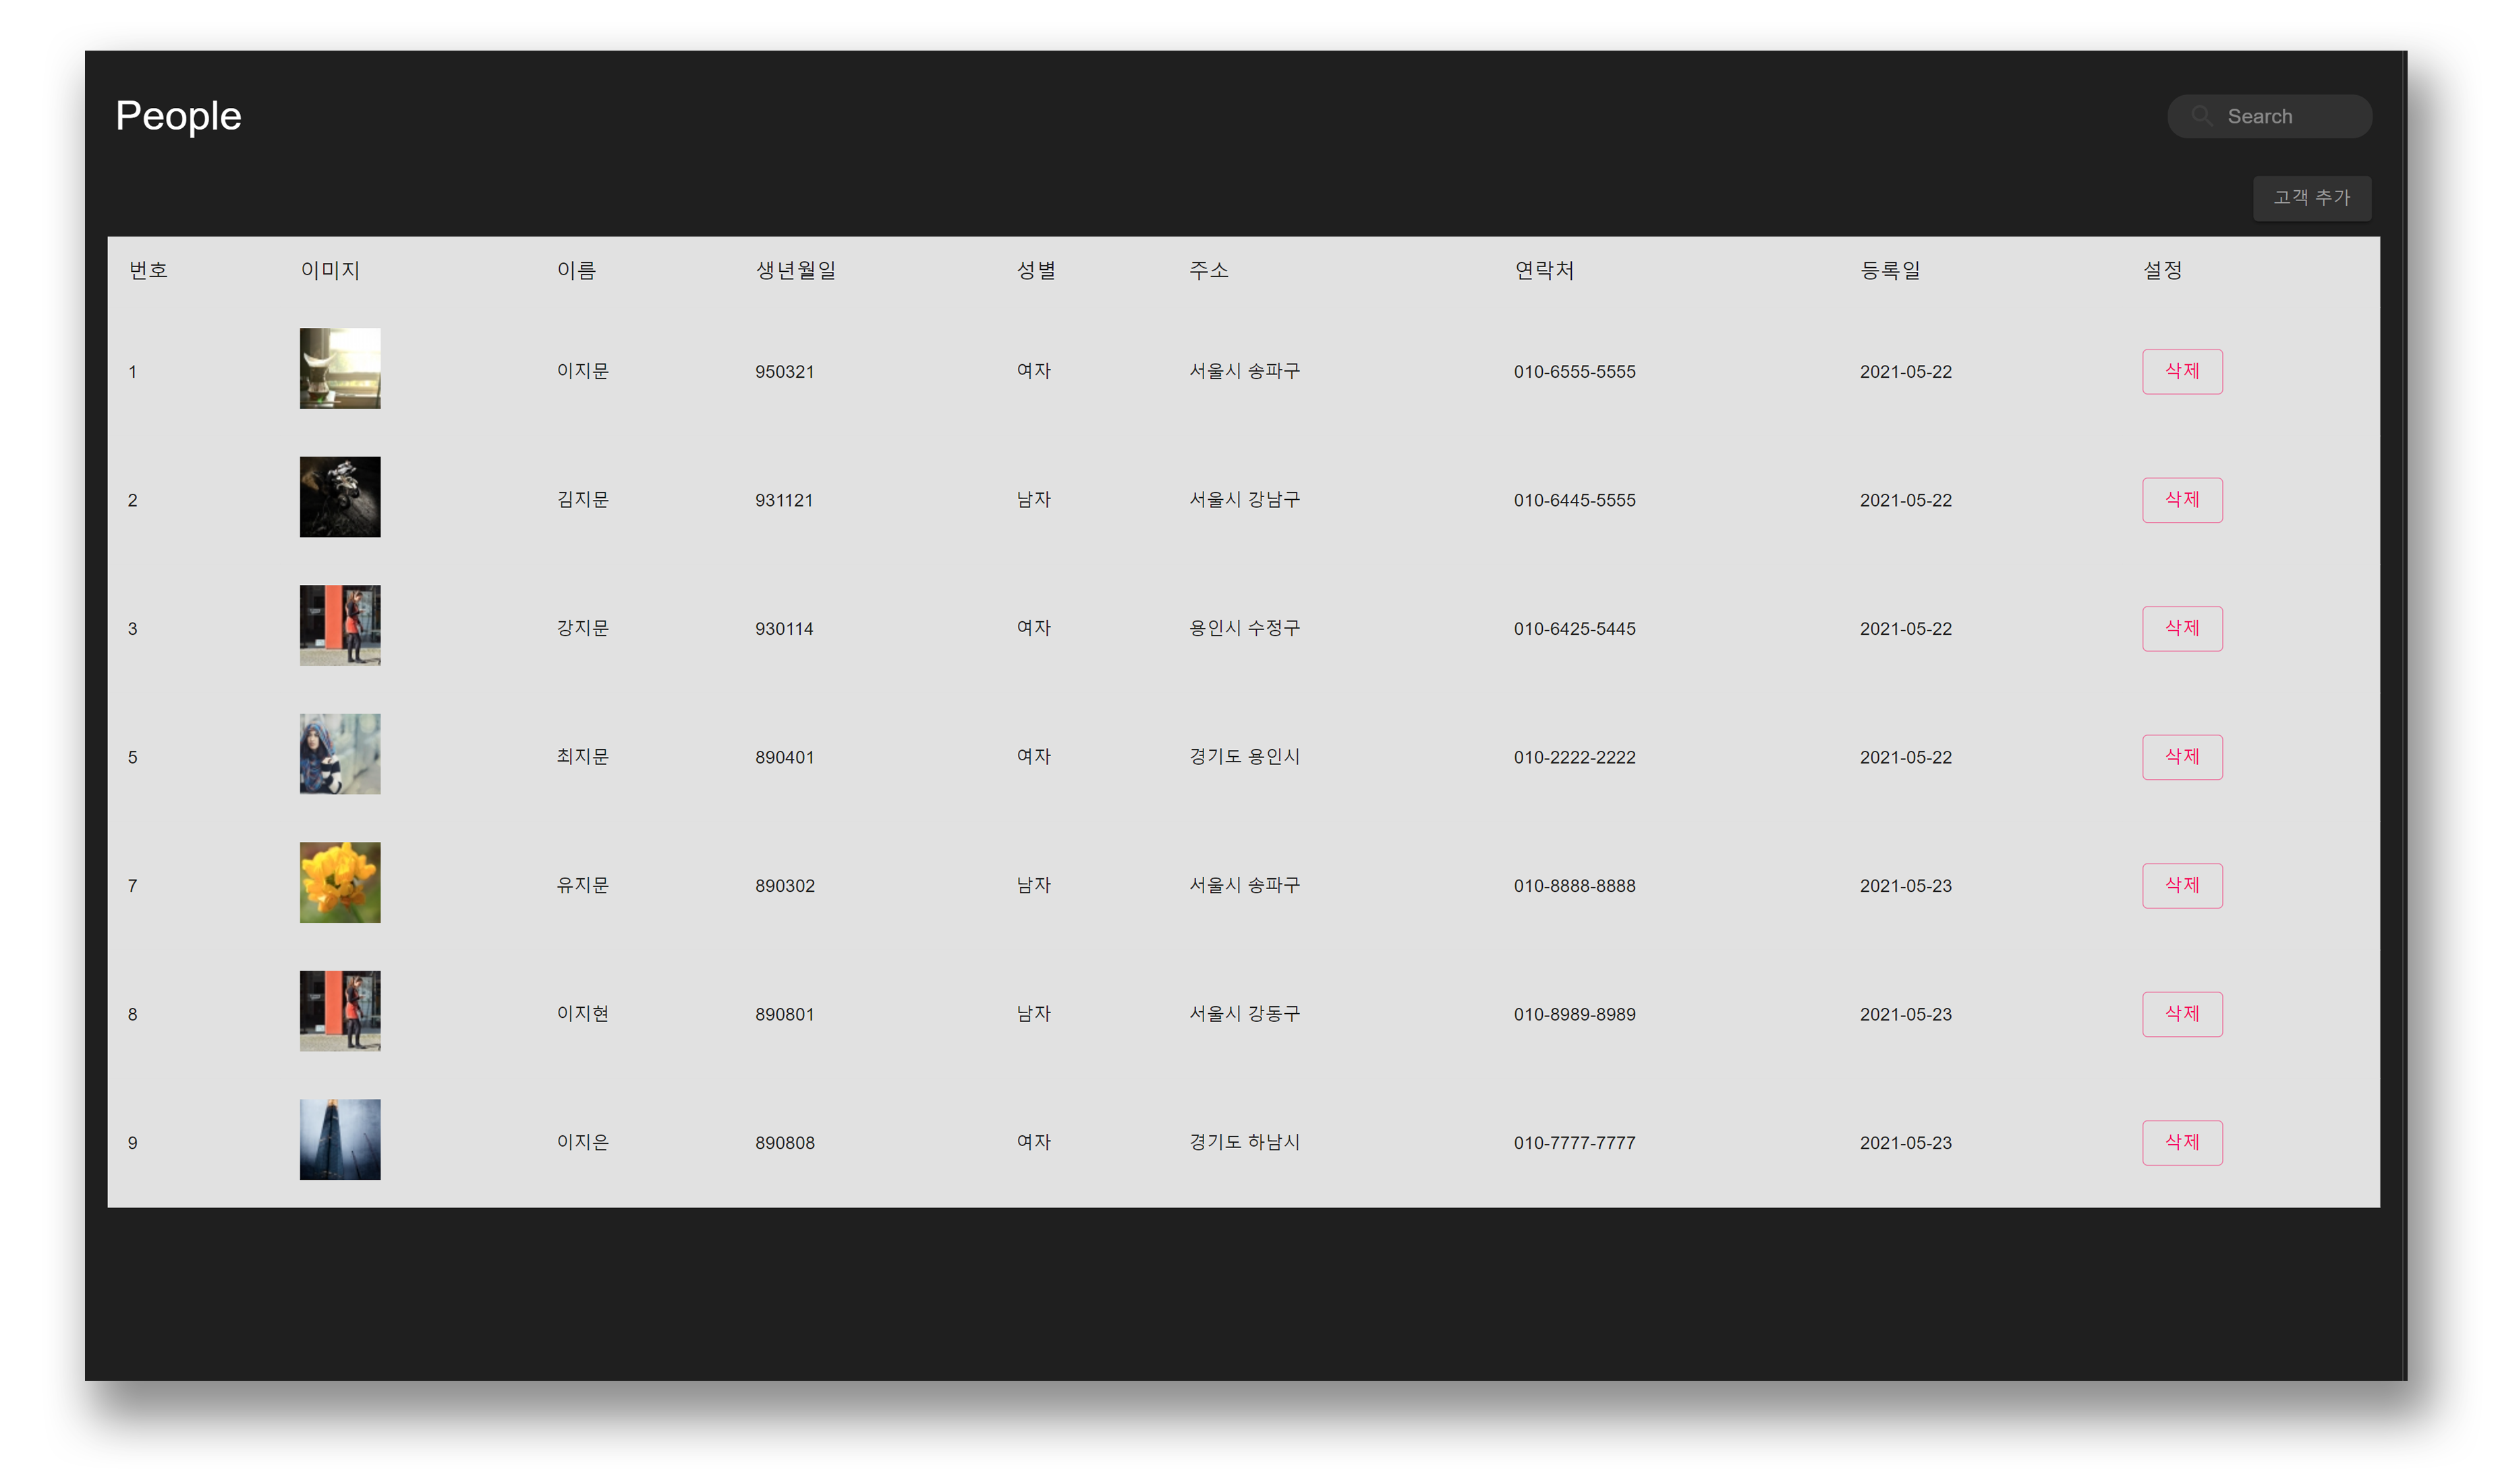 People
Search
고객 추가
번호 이미지 이름 생년월일 성별 주소 연락처 등록일 설정
1 이지문 950321 여자 서울시 송파구 010-6555-5555 2021-05-22 삭제
2 김지문 931121 남자 서울시 강남구 010-6445-5555 2021-05-22 삭제
3 강지문 930114 여자 용인시 수정구 010-6425-5445 2021-05-22 삭제
5 최지문 890401 여자 경기도 용인시 010-2222-2222 2021-05-22 삭제
7 유지문 890302 남자 서울시 송파구 010-8888-8888 2021-05-23 삭제
8 이지현 890801 남자 서울시 강동구 010-8989-8989 2021-05-23 삭제
9 이지은 890808 여자 경기도 하남시 010-7777-7777 2021-05-23 삭제